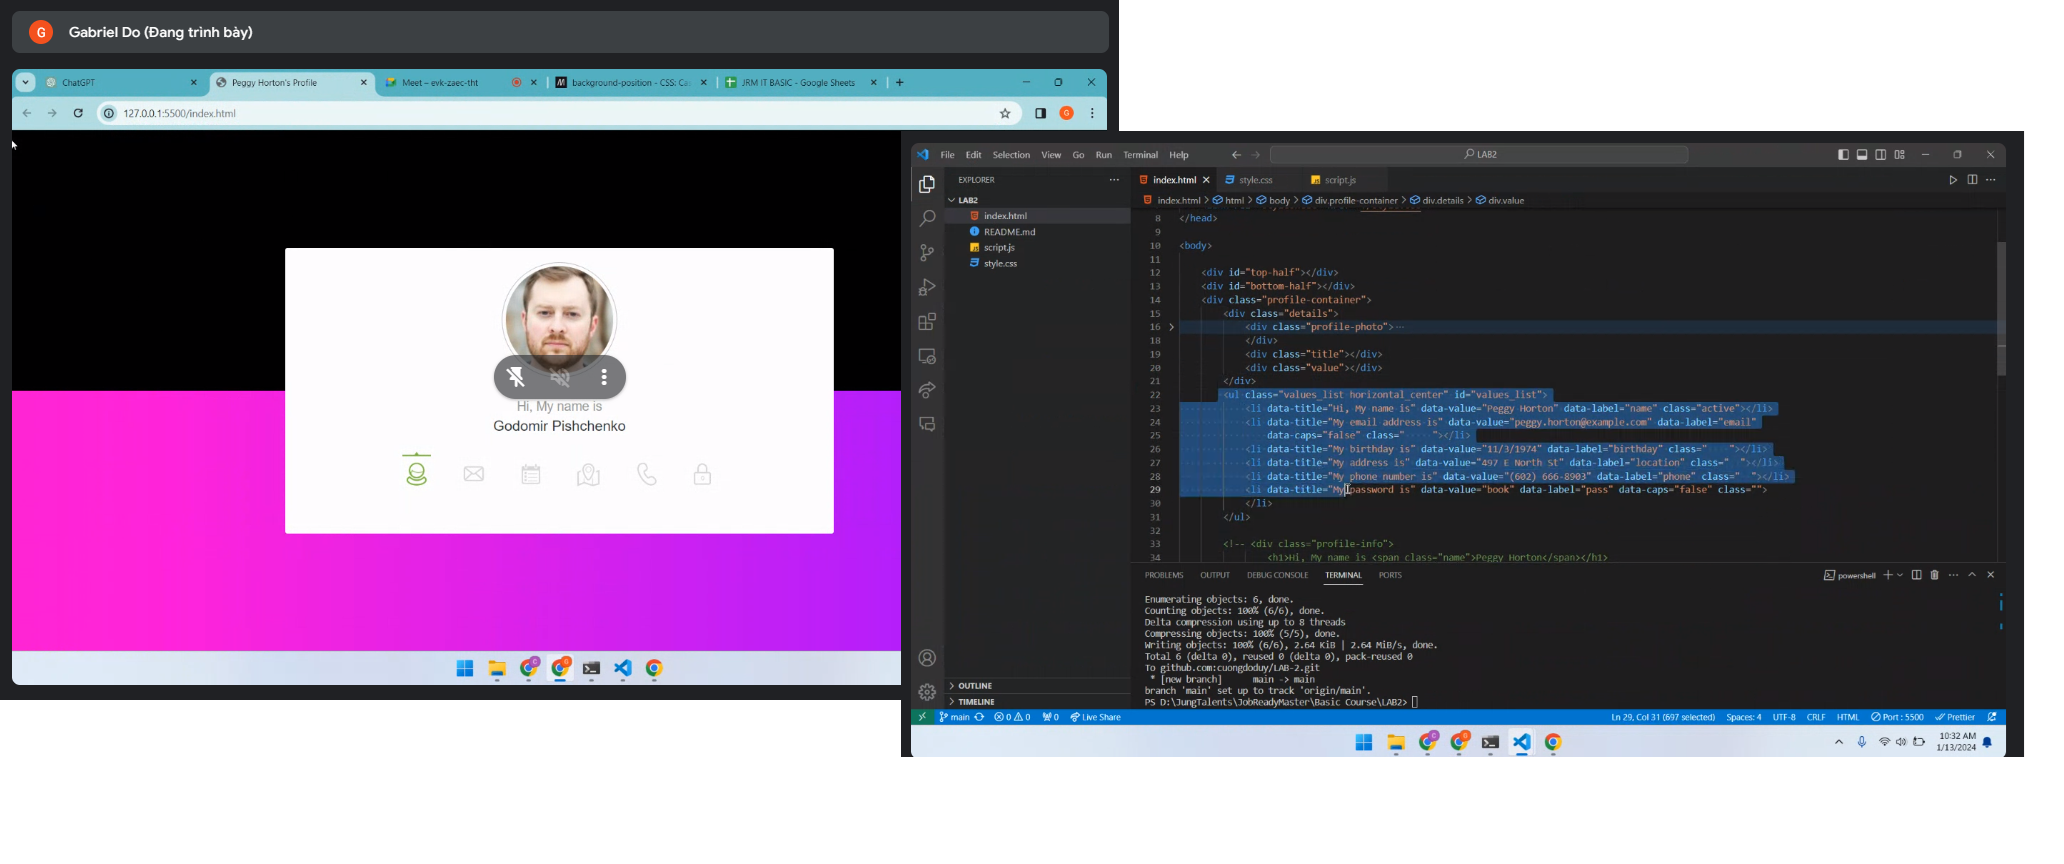 G Gabriel Do (Đang trình bày)
ChatGPT
Peggy Horton's Profile
Meet – evk-zaec-tht
background-position - CSS: Ca
JRM IT BASIC - Google Sheets
127.0.0.1:5500/index.html
G
Hi, My name is
Godomir Pishchenko
File Edit Selection View Go Run Terminal Help
LAB2
EXPLORER
LAB2
index.html
README.md
script.js
style.css
OUTLINE
TIMELINE
index.html style.css script.js
index.html > html > body > div.profile-container > div.details > div.value
8 </head>
9
10 <body>
11
12 <div id="top-half"></div>
13 <div id="bottom-half"></div>
14 <div class="profile-container">
15 <div class="details">
16 <div class="profile-photo">…
18 </div>
19 <div class="title"></div>
20 <div class="value"></div>
21 </div>
22 <ul class="values_list horizontal_center" id="values_list">
23 <li data-title="Hi, My name is" data-value="Peggy Horton" data-label="name" class="active"></li>
24 <li data-title="My email address is" data-value="peggy.horton@example.com" data-label="email"
25 data-caps="false" class=" "></li>
26 <li data-title="My birthday is" data-value="11/3/1974" data-label="birthday" class=" "></li>
27 <li data-title="My address is" data-value="497 E North St" data-label="location" class=" "></li>
28 <li data-title="My phone number is" data-value="(602) 666-8903" data-label="phone" class=" "></li>
29 <li data-title="My password is" data-value="book" data-label="pass" data-caps="false" class="">
30 </li>
31 </ul>
32
33 <!-- <div class="profile-info">
34 <h1>Hi, My name is <span class="name">Peggy Horton</span></h1>
PROBLEMS OUTPUT DEBUG CONSOLE TERMINAL PORTS
powershell
Enumerating objects: 6, done.
Counting objects: 100% (6/6), done.
Delta compression using up to 8 threads
Compressing objects: 100% (5/5), done.
Writing objects: 100% (6/6), 2.64 KiB | 2.64 MiB/s, done.
Total 6 (delta 0), reused 0 (delta 0), pack-reused 0
To github.com:cuongdoduy/LAB-2.git
* [new branch] main -> main
branch 'main' set up to track 'origin/main'.
PS D:\JungTalents\JobReadyMaster\Basic Course\LAB2>
main 0 0 0 Live Share
Ln 29, Col 31 (697 selected) Spaces: 4 UTF-8 CRLF HTML Port : 5500 Prettier
10:32 AM
1/13/2024